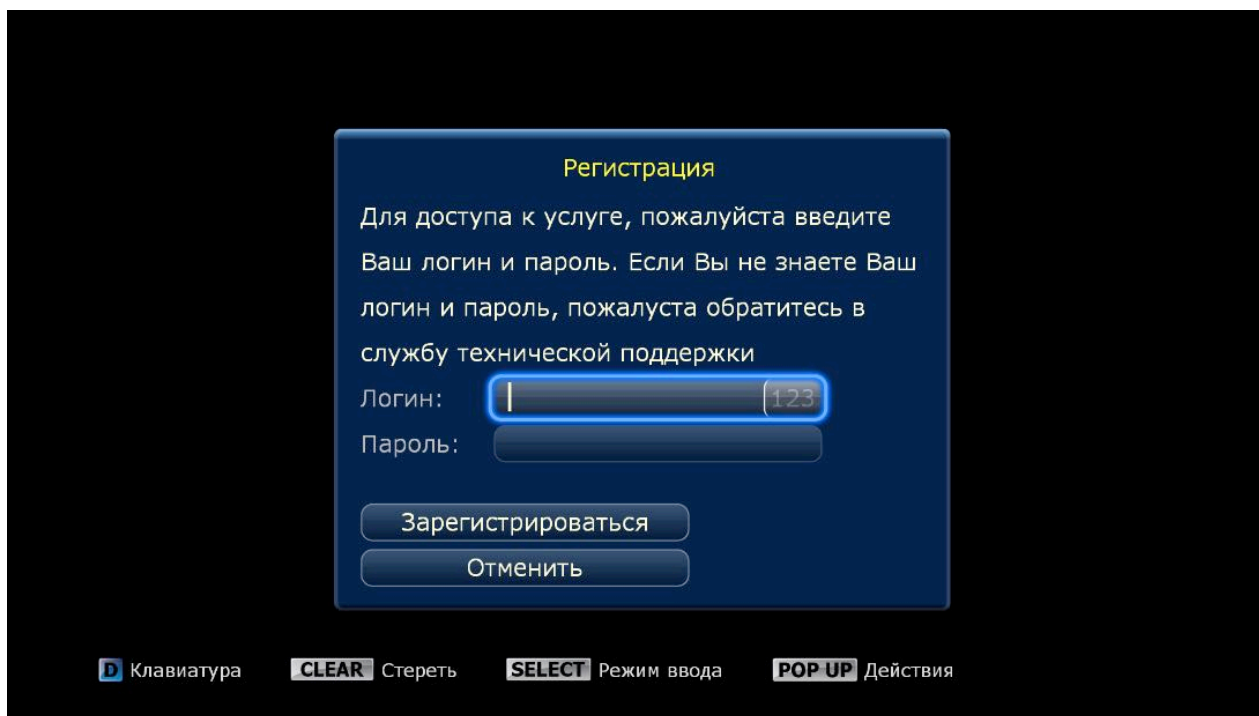 Регистрация
Для доступа к услуге, пожалуйста введите
Ваш логин и пароль. Если Вы не знаете Ваш
логин и пароль, пожалуста обратитесь в
службу технической поддержки
Логин: 123
Пароль:
Зарегистрироваться
Отменить
D Клавиатура CLEAR Стереть SELECT Режим ввода POP UP Действия